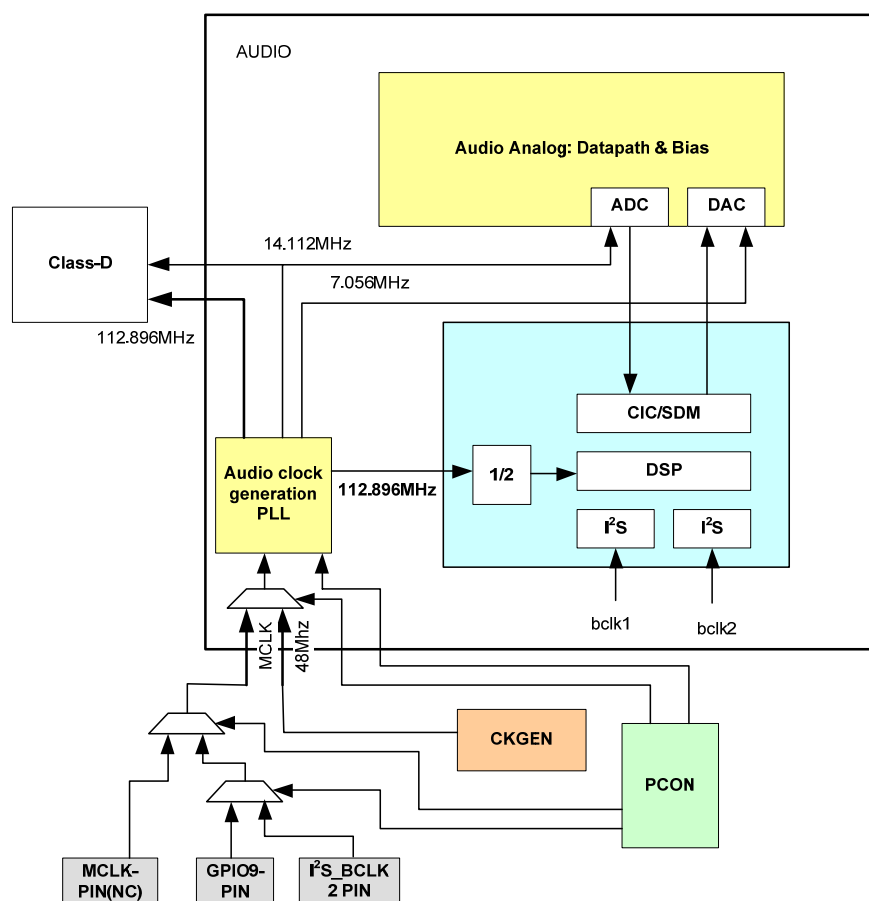 AUDIO
Audio Analog: Datapath & Bias
ADC
DAC
Class-D
14.112MHz
7.056MHz
112.896MHz
CIC/SDM
DSP
1/2
I²S
I²S
Audio clock
generation
PLL
112.896MHz
bclk1
bclk2
MCLK
48Mhz
CKGEN
PCON
MCLK-
PIN(NC)
GPIO9-
PIN
I²S_BCLK
2 PIN